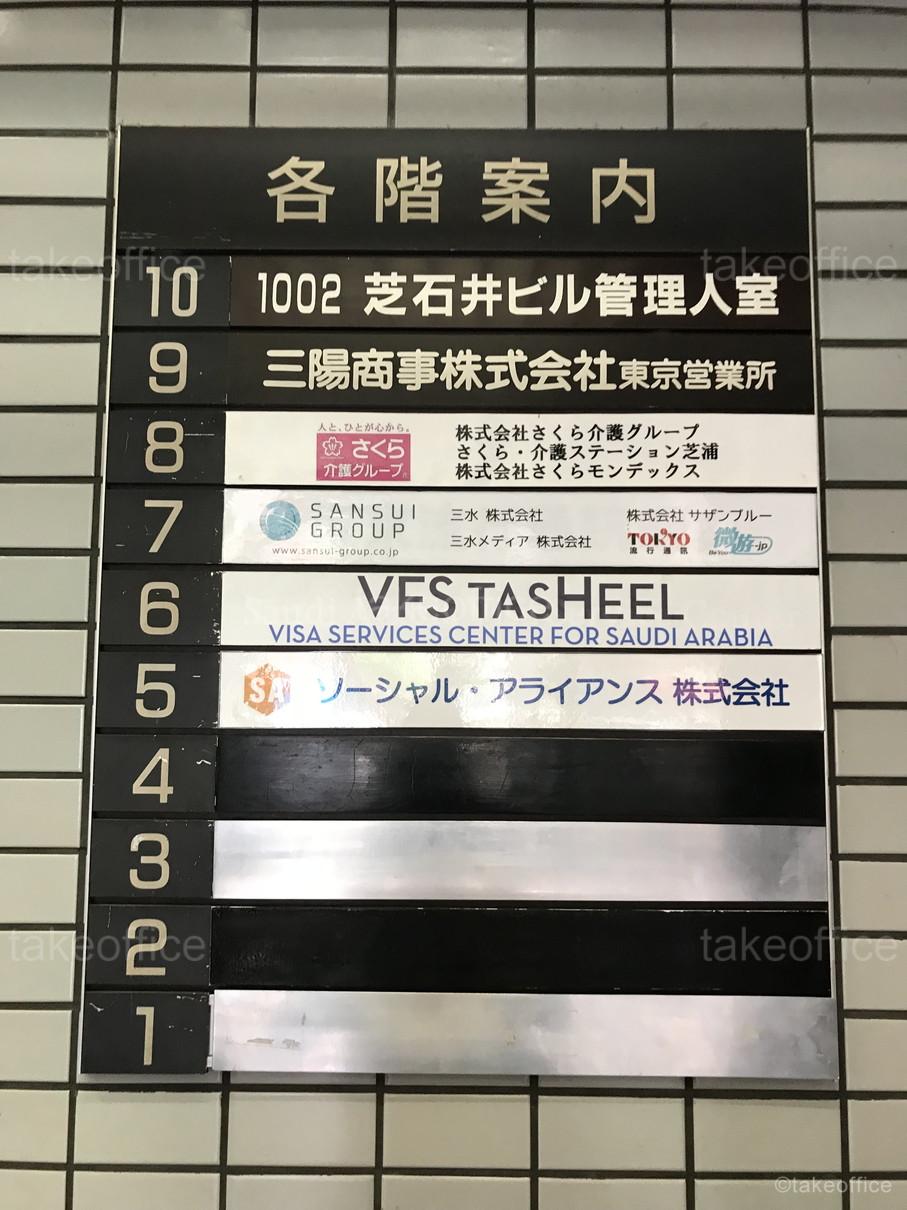 各階案内
takeoffice takeoffice
10 1002 芝石井ビル管理人室
9 三陽商事株式会社東京営業所
8
人と、ひとが心から。
さくら
介護グループ
株式会社さくら介護グループ
さくら・介護ステーション芝浦
株式会社さくらモンデックス
7
SANSUI
GROUP
www.sansui-group.co.jp
三水 株式会社
三水メディア 株式会社
株式会社 サザンブルー
TOKYO
流行通訊
微游-jp
BeYou
6 VFS TASHEEL
VISA SERVICES CENTER FOR SAUDI ARABIA
5 SA ソーシャル・アライアンス 株式会社
4
3
2
takeoffice takeoffice
1
©takeoffice